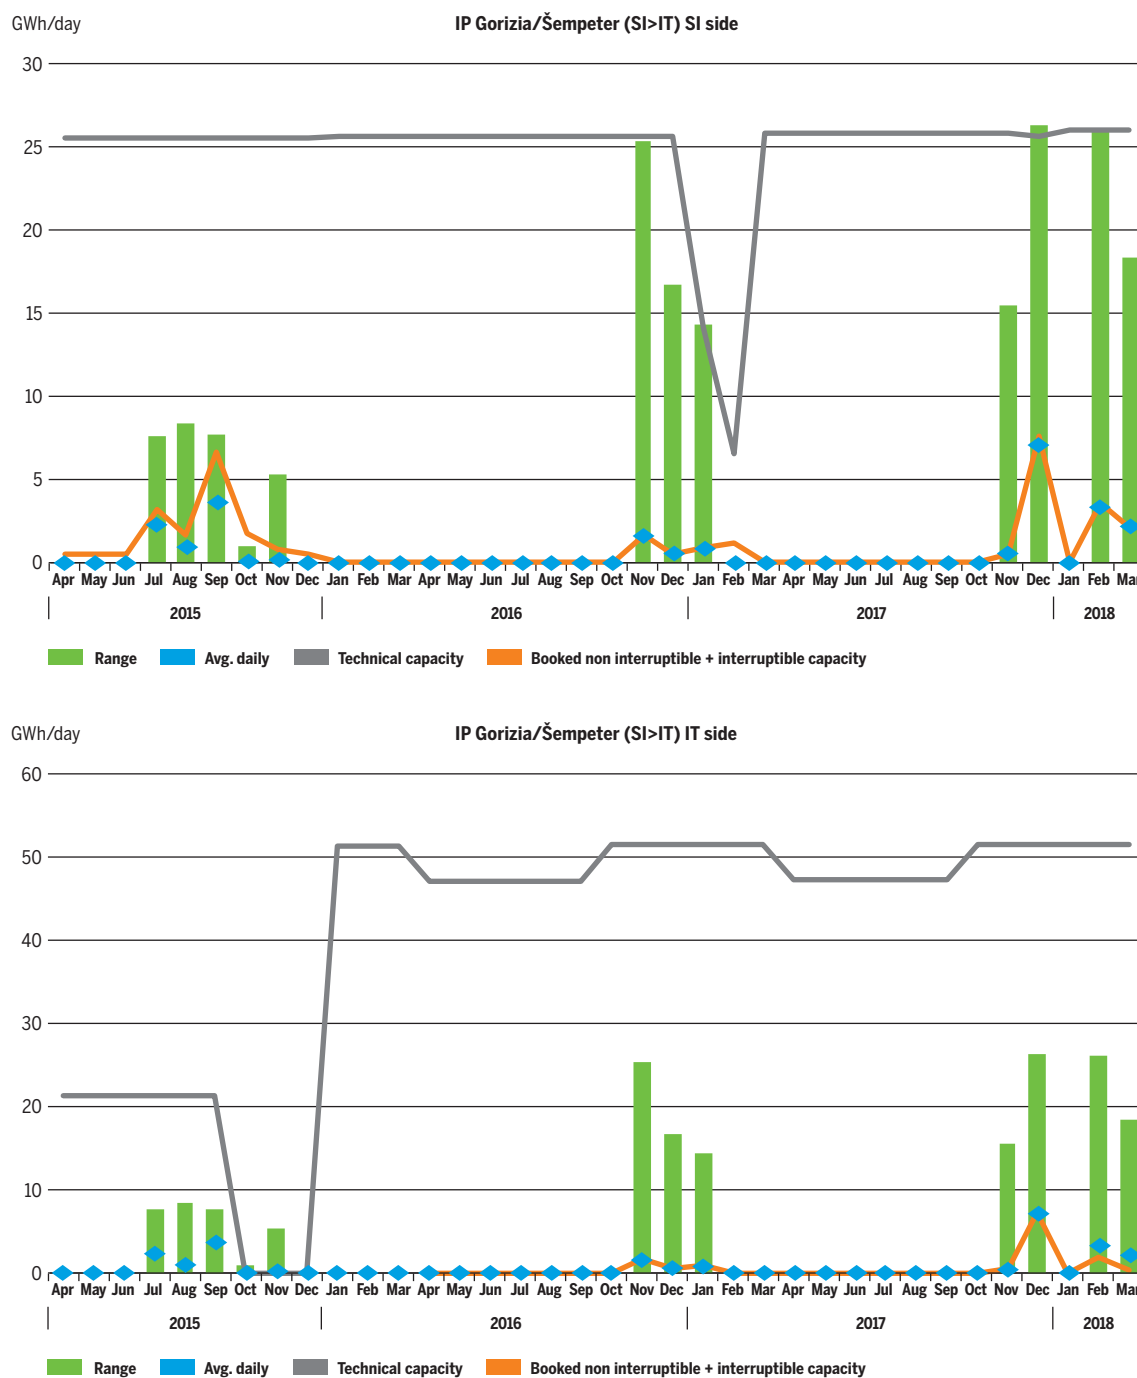 GWh/day
IP Gorizia/Šempeter (SI>IT) SI side
30
25
20
15
10
5
0
Apr May Jun Jul Aug Sep Oct Nov Dec Jan Feb Mar Apr May Jun Jul Aug Sep Oct Nov Dec Jan Feb Mar Apr May Jun Jul Aug Sep Oct Nov Dec Jan Feb Mar
2015 2016 2017 2018
Range Avg. daily Technical capacity Booked non interruptible + interruptible capacity
GWh/day
IP Gorizia/Šempeter (SI>IT) IT side
60
50
40
30
20
10
0
Apr May Jun Jul Aug Sep Oct Nov Dec Jan Feb Mar Apr May Jun Jul Aug Sep Oct Nov Dec Jan Feb Mar Apr May Jun Jul Aug Sep Oct Nov Dec Jan Feb Mar
2015 2016 2017 2018
Range Avg. daily Technical capacity Booked non interruptible + interruptible capacity